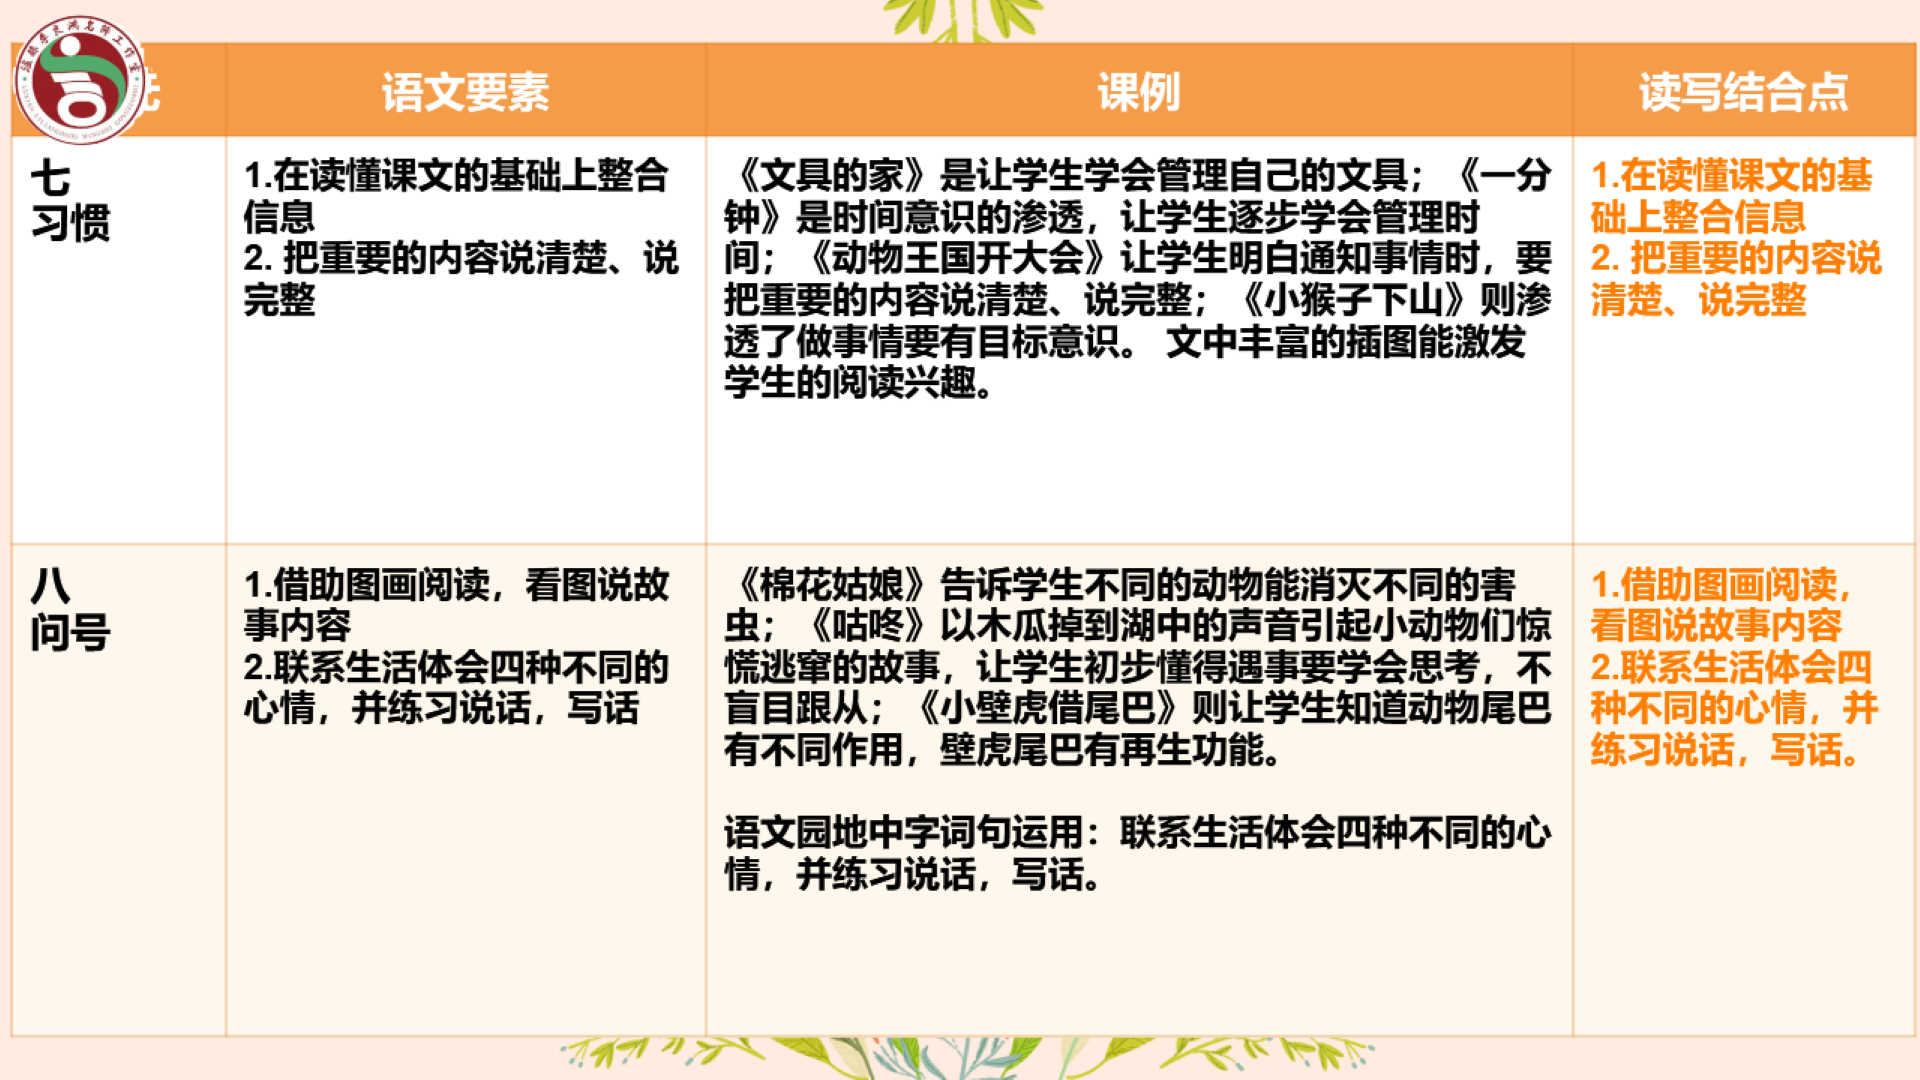 语文要素
课例
读写结合点
七
习惯
1.在读懂课文的基础上整合
信息
2. 把重要的内容说清楚、说
完整
《文具的家》是让学生学会管理自己的文具；《一分
钟》是时间意识的渗透，让学生逐步学会管理时
间；《动物王国开大会》让学生明白通知事情时，要
把重要的内容说清楚、说完整；《小猴子下山》则渗
透了做事情要有目标意识。 文中丰富的插图能激发
学生的阅读兴趣。
1.在读懂课文的基
础上整合信息
2. 把重要的内容说
清楚、说完整
八
问号
1.借助图画阅读，看图说故
事内容
2.联系生活体会四种不同的
心情，并练习说话，写话
《棉花姑娘》告诉学生不同的动物能消灭不同的害
虫；《咕咚》以木瓜掉到湖中的声音引起小动物们惊
慌逃窜的故事，让学生初步懂得遇事要学会思考，不
盲目跟从；《小壁虎借尾巴》则让学生知道动物尾巴
有不同作用，壁虎尾巴有再生功能。
语文园地中字词句运用：联系生活体会四种不同的心
情，并练习说话，写话。
1.借助图画阅读，
看图说故事内容
2.联系生活体会四
种不同的心情，并
练习说话，写话。